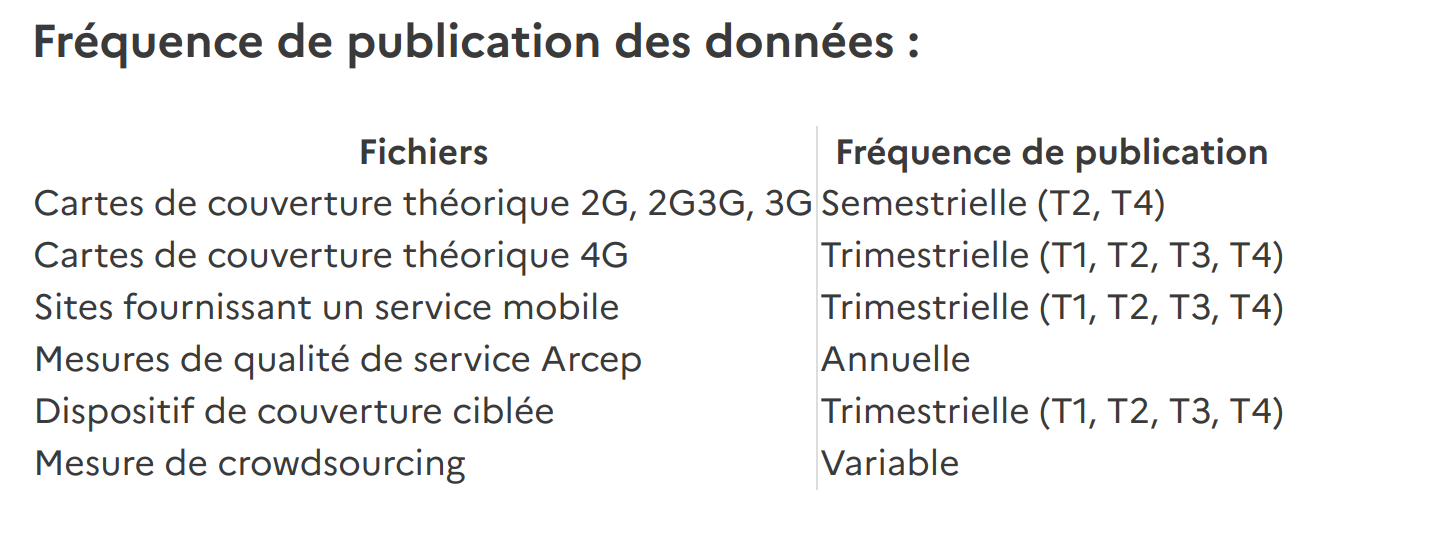 Fréquence de publication des données :
Fichiers Fréquence de publication
Cartes de couverture théorique 2G, 2G3G, 3G Semestrielle (T2, T4)
Cartes de couverture théorique 4G Trimestrielle (T1, T2, T3, T4)
Sites fournissant un service mobile Trimestrielle (T1, T2, T3, T4)
Mesures de qualité de service Arcep Annuelle
Dispositif de couverture ciblée Trimestrielle (T1, T2, T3, T4)
Mesure de crowdsourcing Variable